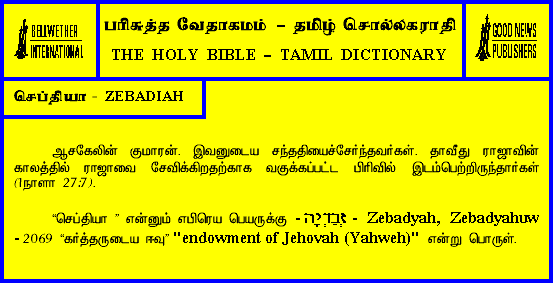 BELLWETHER
INTERNATIONAL
பரிசுத்த வேதாகமம் – தமிழ் சொல்லகராதி
THE HOLY BIBLE – TAMIL DICTIONARY
GOOD NEWS
PUBLISHERS
செப்தியா - ZEBADIAH
ஆசகேலின் குமாரன். இவனுடைய சந்ததியைச்சேர்ந்தவர்கள். தாவீது ராஜாவின்
காலத்தில் ராஜாவை சேவிக்கிறதற்காக வகுக்கப்பட்ட பிரிவில் இடம்பெற்றிருந்தார்கள்
(1நாளா 27:7).
“செப்தியா ” என்னும் எபிரெய பெயருக்கு - זְבַדְיָה - Zebadyah, Zebadyahuw
- 2069 “கர்த்தருடைய ஈவு” "endowment of Jehovah (Yahweh)" என்று பொருள்.